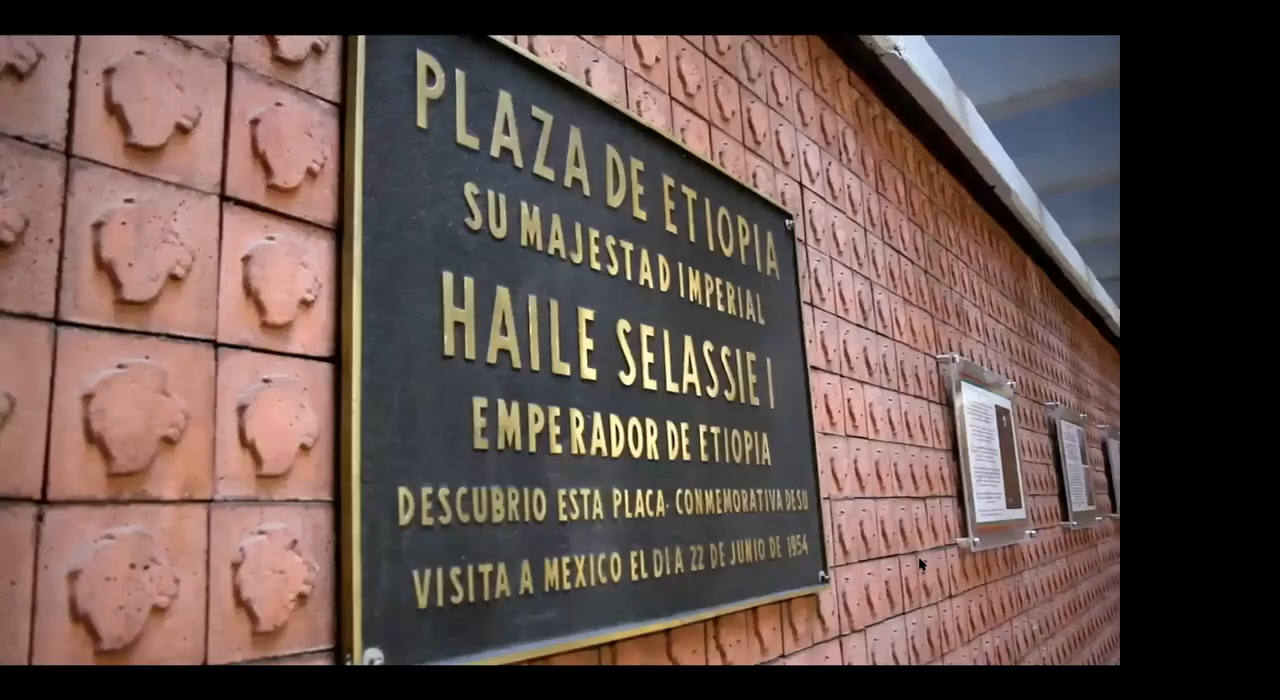 PLAZA DE ETIOPIA
SU MAJESTAD IMPERIAL
HAILE SELASSIE I
EMPERADOR DE ETIOPIA
DESCUBRIO ESTA PLACA- CONMEMORATIVA DE SU
VISITA A MEXICO EL DIA 22 DE JUNIO DE 1954